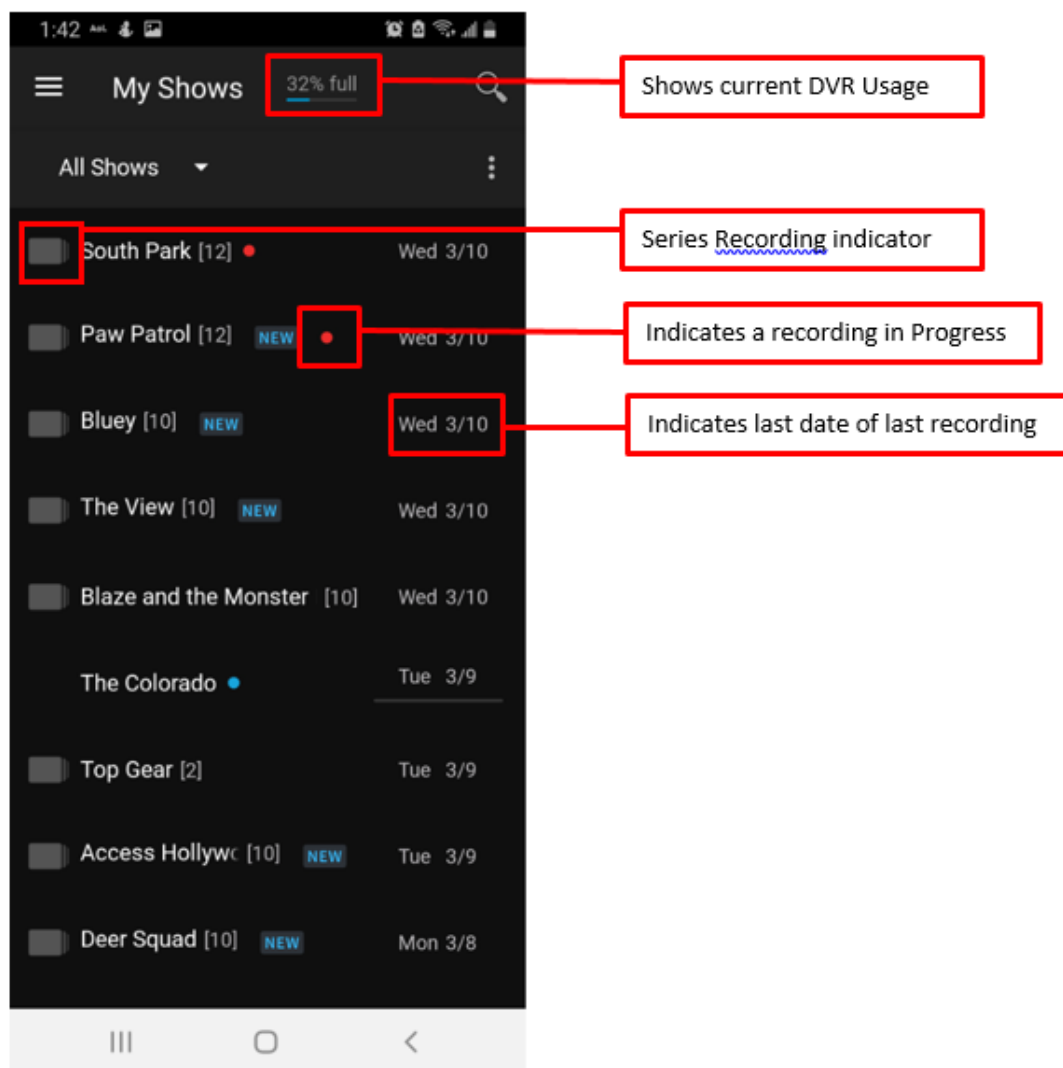 1:42 AOL
My Shows 32% full
Shows current DVR Usage
All Shows
South Park [12] Wed 3/10
Series Recording indicator
Paw Patrol [12] NEW Wed 3/10
Indicates a recording in Progress
Bluey [10] NEW Wed 3/10
Indicates last date of last recording
The View [10] NEW Wed 3/10
Blaze and the Monster [10] Wed 3/10
The Colorado Tue 3/9
Top Gear [2] Tue 3/9
Access Hollyw [10] NEW Tue 3/9
Deer Squad [10] NEW Mon 3/8